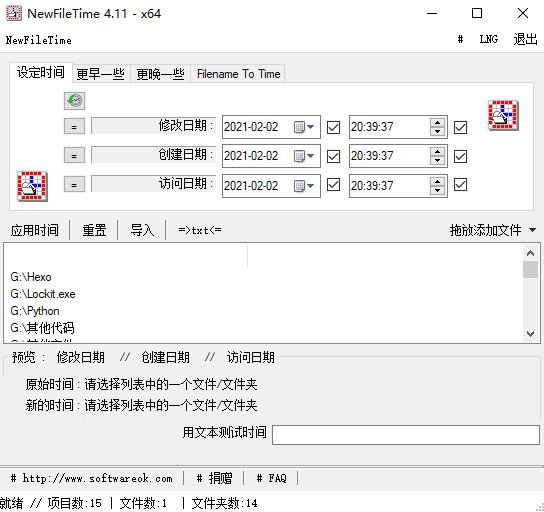 NewFileTime 4.11 - x64
NewFileTime # LNG 退出
设定时间 更早一些 更晚一些 Filename To Time
= 修改日期 : 2021-02-02 20:39:37
= 创建日期 : 2021-02-02 20:39:37
= 访问日期 : 2021-02-02 20:39:37
应用时间 重置 导入 =>txt<= 拖放添加文件
G:\Hexo
G:\Lockit.exe
G:\Python
G:\其他代码
G:\其他文件
预览 : 修改日期 // 创建日期 // 访问日期
原始时间 : 请选择列表中的一个文件/文件夹
新的时间 : 请选择列表中的一个文件/文件夹
用文本测试时间
# http://www.softwareok.com # 捐赠 # FAQ
就绪 // 项目数:15 | 文件数:1 | 文件夹数:14